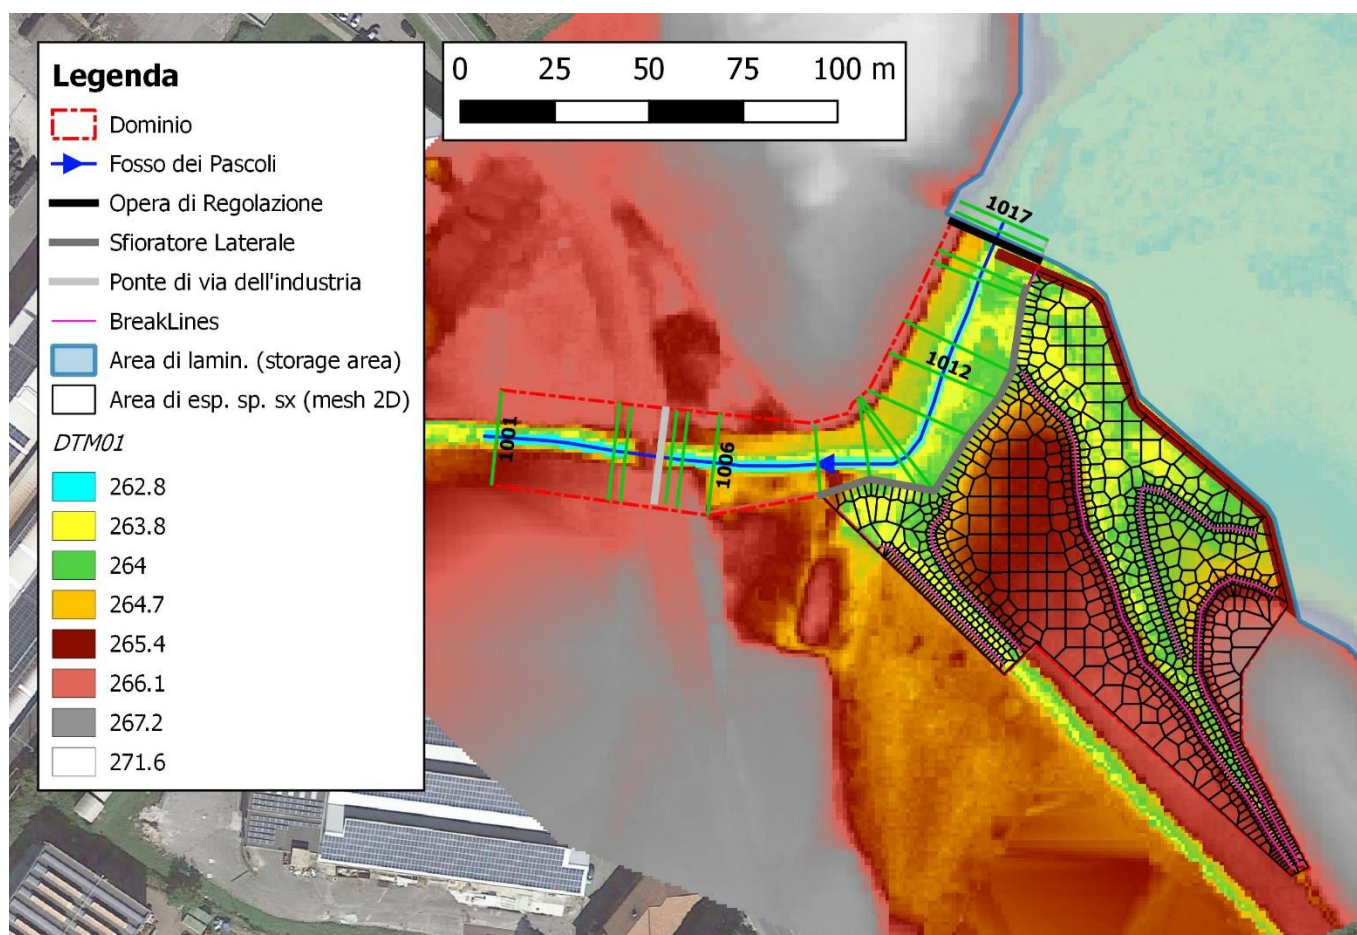 Legenda
Dominio
Fosso dei Pascoli
Opera di Regolazione
Sfioratore Laterale
Ponte di via dell'industria
BreakLines
Area di lamin. (storage area)
Area di esp. sp. sx (mesh 2D)
DTM01
262.8
263.8
264
264.7
265.4
266.1
267.2
271.6
0 25 50 75 100 m
1017
1012
1001
1006